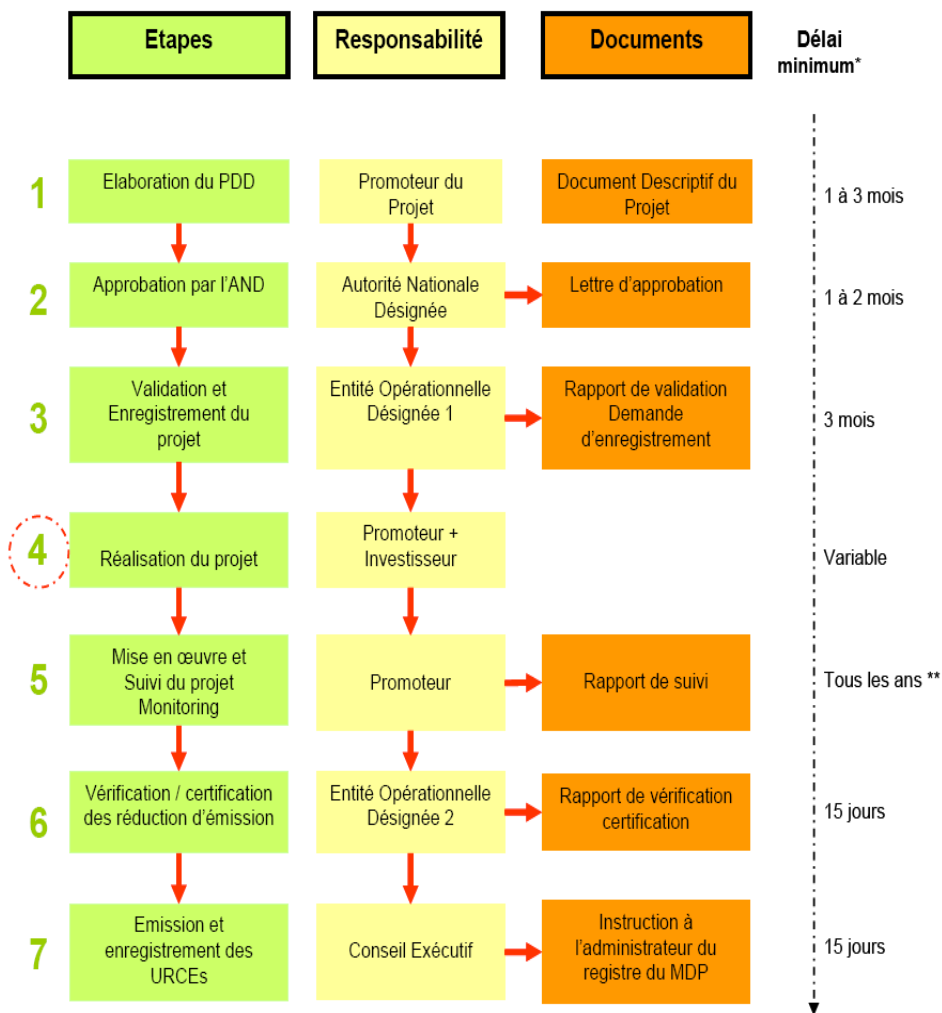 Etapes
Responsabilité
Documents
Délai
minimum*
1
Elaboration du PDD
Promoteur du
Projet
Document Descriptif du
Projet
1 à 3 mois
2
Approbation par l'AND
Autorité Nationale
Désignée
Lettre d'approbation
1 à 2 mois
3
Validation et
Enregistrement du
projet
Entité Opérationnelle
Désignée 1
Rapport de validation
Demande
d'enregistrement
3 mois
4
Réalisation du projet
Promoteur +
Investisseur
Variable
5
Mise en œuvre et
Suivi du projet
Monitoring
Promoteur
Rapport de suivi
Tous les ans **
6
Vérification / certification
des réduction d'émission
Entité Opérationnelle
Désignée 2
Rapport de vérification
certification
15 jours
7
Emission et
enregistrement des
URCEs
Conseil Exécutif
Instruction à
l'administrateur du
registre du MDP
15 jours